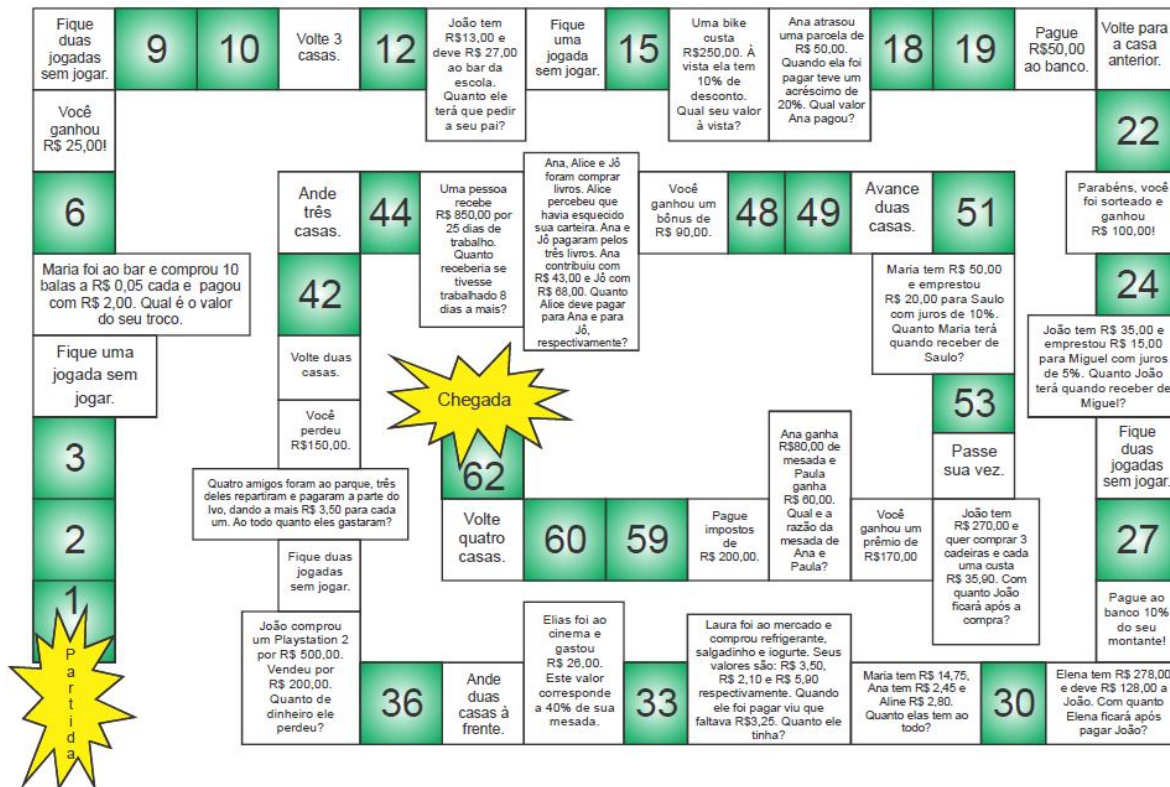 Partida
1
2
3
Fique uma
jogada sem
jogar.
Maria foi ao bar e comprou 10
balas a R$ 0,05 cada e pagou
com R$ 2,00. Qual é o valor
do seu troco.
6
Você
ganhou
R$ 25,00!
Fique
duas
jogadas
sem jogar.
9
10
Volte 3
casas.
12
João tem
R$13,00 e
deve R$ 27,00
ao bar da
escola.
Quanto ele
terá que pedir
a seu pai?
Fique
uma
jogada
sem jogar.
15
Uma bike
custa
R$250,00. À
vista ela tem
10% de
desconto.
Qual seu valor
à vista?
Ana atrasou
uma parcela de
R$ 50,00.
Quando ela foi
pagar teve um
acréscimo de
20%. Qual valor
Ana pagou?
18
19
Pague
R$50,00
ao banco.
Volte para
a casa
anterior.
22
Parabéns, você
foi sorteado e
ganhou
R$ 100,00!
24
João tem R$ 35,00 e
emprestou R$ 15,00
para Miguel com juros
de 5%. Quanto João
terá quando receber de
Miguel?
Fique
duas
jogadas
sem jogar.
27
Pague ao
banco 10%
do seu
montante!
Elena tem R$ 278,00
e deve R$ 128,00 a
João. Com quanto
Elena ficará após
pagar João?
30
Maria tem R$ 14,75,
Ana tem R$ 2,45 e
Aline R$ 2,80.
Quanto elas tem ao
todo?
Laura foi ao mercado e
comprou refrigerante,
salgadinho e iogurte. Seus
valores são: R$ 3,50,
R$ 2,10 e R$ 5,90
respectivamente. Quando
ele foi pagar viu que
faltava R$3,25. Quanto ele
tinha?
33
Elias foi ao
cinema e
gastou
R$ 26,00.
Este valor
corresponde
a 40% de sua
mesada.
Ande duas
casas à
frente.
36
João comprou
um Playstation 2
por R$ 500,00.
Vendeu por
R$ 200,00.
Quanto de
dinheiro ele
perdeu?
Fique duas
jogadas
sem jogar.
Quatro amigos foram ao parque, três
deles repartiram e pagaram a parte do
Ivo, dando a mais R$ 3,50 para cada
um. Ao todo quanto eles gastaram?
Você
perdeu
R$150,00.
Volte duas
casas.
42
Ande
três
casas.
44
Uma pessoa
recebe
R$ 850,00 por
25 dias de
trabalho.
Quanto
receberia se
tivesse
trabalhado 8
dias a mais?
Ana, Alice e Jô
foram comprar
livros. Alice
percebeu que
havia esquecido
sua carteira. Ana e
Jô pagaram pelos
três livros. Ana
contribuiu com
R$ 43,00 e Jô com
R$ 68,00. Quanto
Alice deve pagar
para Ana e para
Jô,
respectivamente?
Você
ganhou um
bônus de
R$ 90,00.
48
49
Avance
duas
casas.
51
Maria tem R$ 50,00
e emprestou
R$ 20,00 para Saulo
com juros de 10%.
Quanto Maria terá
quando receber de
Saulo?
53
Passe
sua vez.
João tem
R$ 270,00 e
quer comprar 3
cadeiras e cada
uma custa
R$ 35,90. Com
quanto João
ficará após a
compra?
Você
ganhou um
prêmio de
R$170,00
Ana ganha
R$80,00 de
mesada e
Paula
ganha
R$ 60,00.
Qual e a
razão da
mesada de
Ana e
Paula?
Pague
impostos
de
R$ 200,00.
59
60
Volte
quatro
casas.
62
Chegada